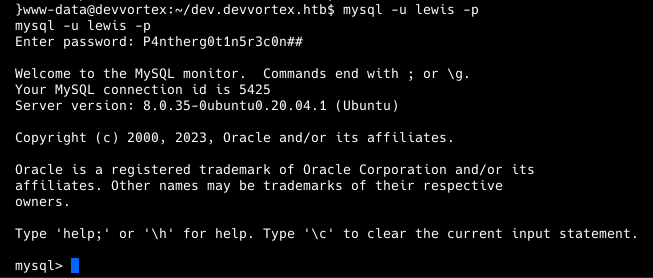 }www-data@devvortex:~/dev.devvortex.htb$ mysql -u lewis -p
mysql -u lewis -p
Enter password: P4ntherg0t1n5r3c0n##
Welcome to the MySQL monitor.  Commands end with ; or \g.
Your MySQL connection id is 5425
Server version: 8.0.35-0ubuntu0.20.04.1 (Ubuntu)
Copyright (c) 2000, 2023, Oracle and/or its affiliates.
Oracle is a registered trademark of Oracle Corporation and/or its
affiliates. Other names may be trademarks of their respective
owners.
Type 'help;' or '\h' for help. Type '\c' to clear the current input statement.
mysql>